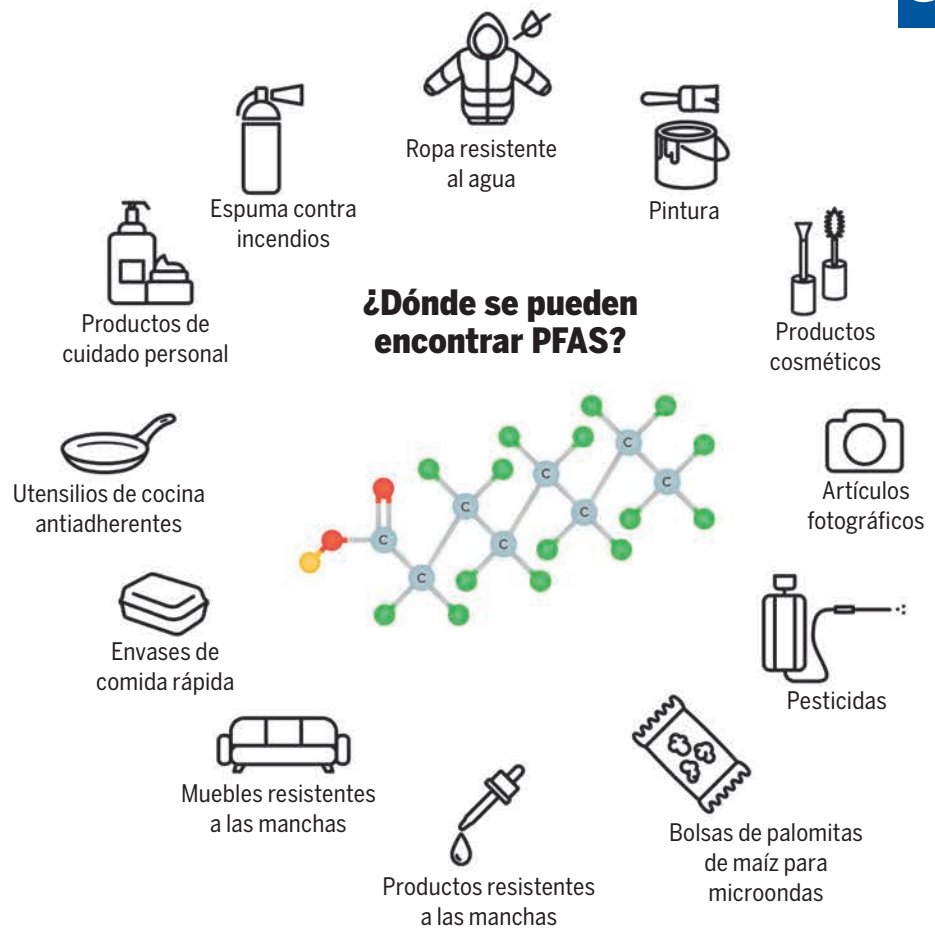 Ropa resistente
al agua
Espuma contra
incendios
Pintura
Productos de
cuidado personal
¿Dónde se pueden
encontrar PFAS?
Productos
cosméticos
Utensilios de cocina
antiadherentes
C
C
C
C
C
C
C
C
Artículos
fotográficos
Envases de
comida rápida
Pesticidas
Muebles resistentes
a las manchas
Bolsas de palomitas
de maíz para
microondas
Productos resistentes
a las manchas